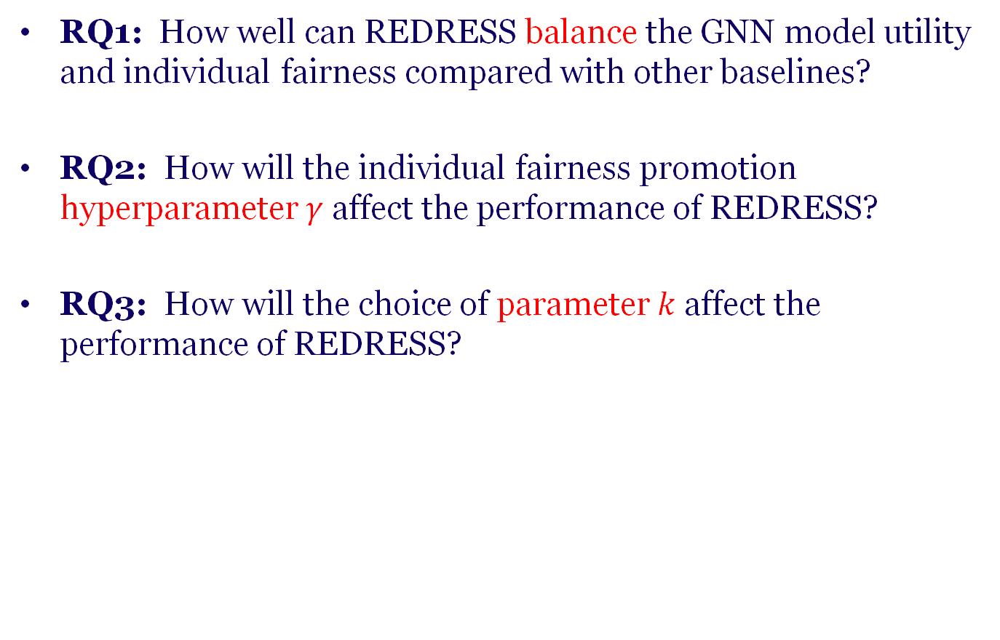 • RQ1: How well can REDRESS balance the GNN model utility
and individual fairness compared with other baselines?
• RQ2: How will the individual fairness promotion
hyperparameter γ affect the performance of REDRESS?
• RQ3: How will the choice of parameter k affect the
performance of REDRESS?